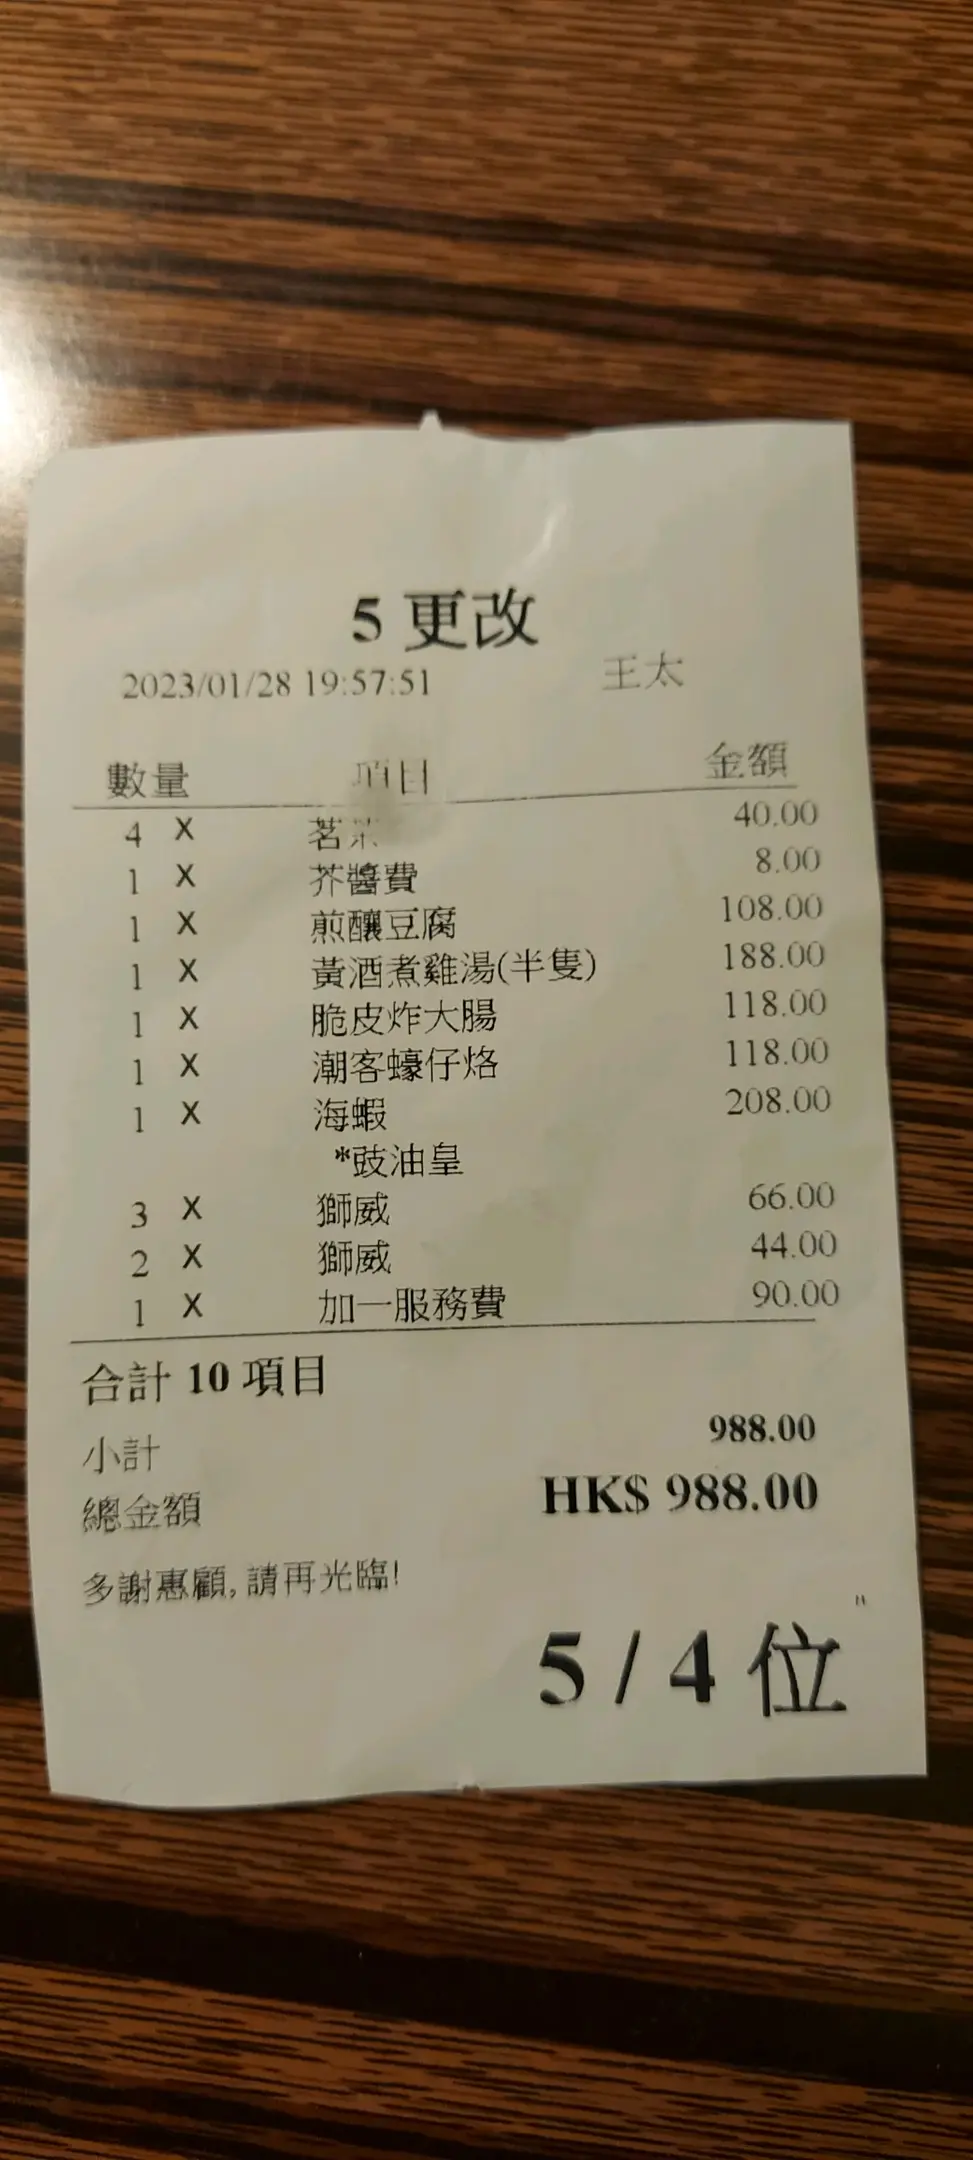 5 更改
2023/01/28 19:57:51 王太
數量 項目 金額
4 X 茗 40.00
1 X 芥醬費 8.00
1 X 煎釀豆腐 108.00
1 X 黃酒煮雞湯(半隻) 188.00
1 X 脆皮炸大腸 118.00
1 X 潮客蠔仔烙 118.00
1 X 海蝦 208.00
*豉油皇
3 X 獅威 66.00
2 X 獅威 44.00
1 X 加一服務費 90.00
合計 10 項目
小計 988.00
總金額 HK$ 988.00
多謝惠顧, 請再光臨!
"
5 / 4 位